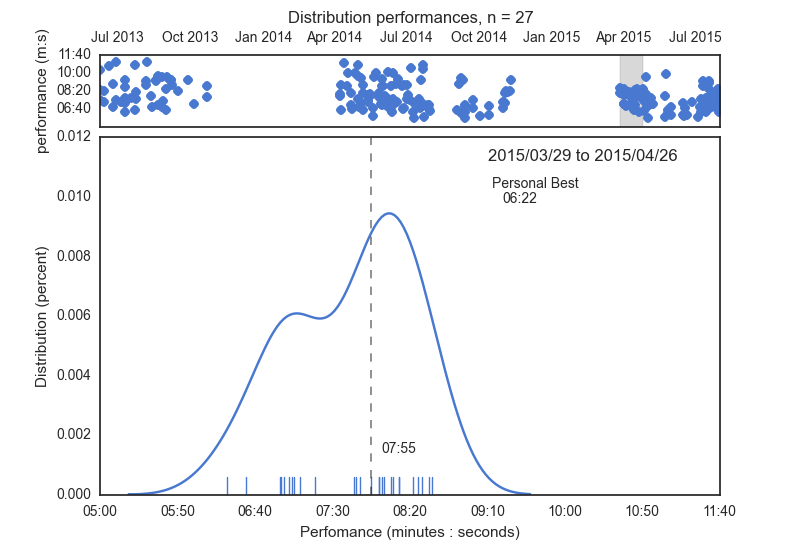 Distribution performances, n = 27
Jul 2013 Oct 2013 Jan 2014 Apr 2014 Jul 2014 Oct 2014 Jan 2015 Apr 2015 Jul 2015
performance (m:s)
11:40
10:00
08:20
06:40
0.012
2015/03/29 to 2015/04/26
Personal Best
06:22
0.010
0.008
Distribution (percent)
0.006
0.004
0.002
07:55
0.000
05:00 05:50 06:40 07:30 08:20 09:10 10:00 10:50 11:40
Perfomance (minutes : seconds)